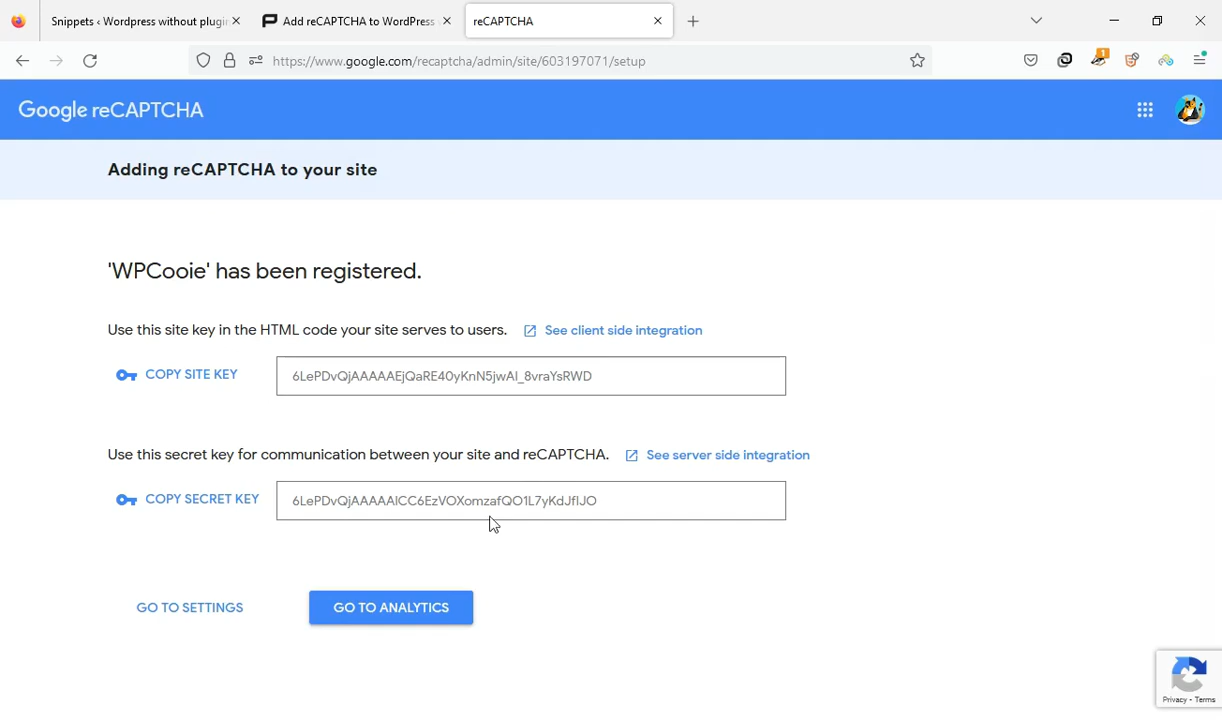 Snippets ‹ Wordpress without plugin
Add reCAPTCHA to WordPress
reCAPTCHA
https://www.google.com/recaptcha/admin/site/603197071/setup
1
Google reCAPTCHA
Adding reCAPTCHA to your site
'WPCooie' has been registered.
Use this site key in the HTML code your site serves to users.
See client side integration
COPY SITE KEY
6LePDvQjAAAAAEjQaRE40yKnN5jwAI_8vraYsRWD
Use this secret key for communication between your site and reCAPTCHA.
See server side integration
COPY SECRET KEY
6LePDvQjAAAAAICC6EzVOXomzafQO1L7yKdJfIJO
GO TO SETTINGS
GO TO ANALYTICS
Privacy - Terms